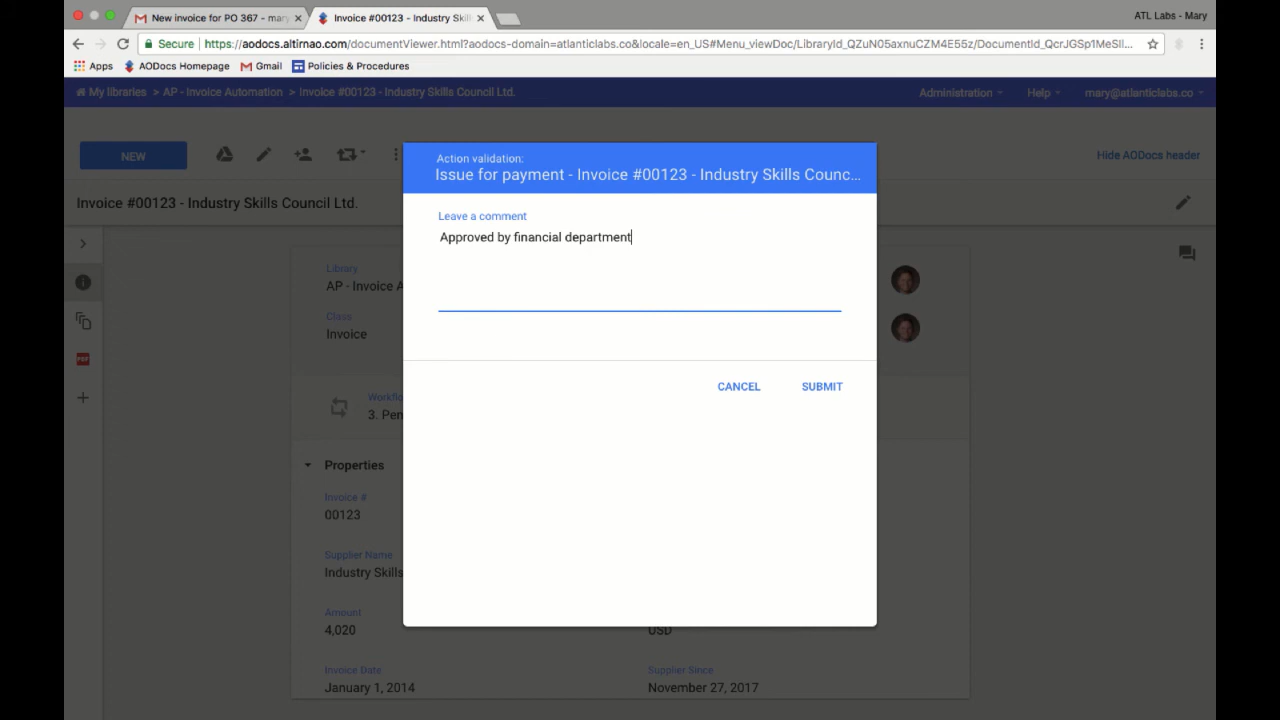 New invoice for PO 367 - mary
Invoice #00123 - Industry Skill
ATL Labs - Mary
Secure
https://aodocs.altirnao.com/documentViewer.html?aodocs-domain=atlanticlabs.co&locale=en_US#Menu_viewDoc/LibraryId_QZuN05axnuCZM4E55z/DocumentId_QcrJGSp1MeSlI...
Apps
AODocs Homepage
Gmail
Policies & Procedures
My libraries > AP - Invoice Automation > Invoice #00123 - Industry Skills Council Ltd.
Administration
Help
mary@atlanticlabs.co
NEW
Hide AODocs header
Invoice #00123 - Industry Skills Council Ltd.
Action validation:
Issue for payment - Invoice #00123 - Industry Skills Counc...
Leave a comment
Approved by financial department
CANCEL
SUBMIT
Library
AP - Invoice A
Class
Invoice
Workflo
3. Pen
PDF
Properties
Invoice #
00123
Supplier Name
Industry Skills
Amount
4,020
USD
Invoice Date
January 1, 2014
Supplier Since
November 27, 2017